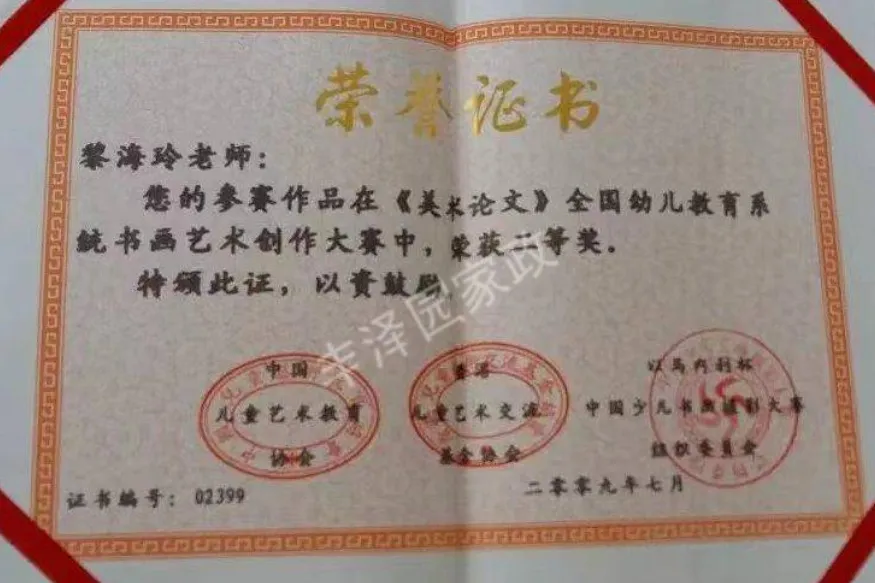 荣誉证书
黎海玲老师：
您的参赛作品在《美术论文》全国幼儿教育系
统书画艺术创作大赛中，荣获二等奖．
特颁此证，以资鼓励
丰泽园家政
中国
儿童艺术教育
协会
香港
儿童艺术交流
基金协会
以马内利杯
中国少儿书画摄影大赛
组织委员会
证书编号：02399
二零零九年七月